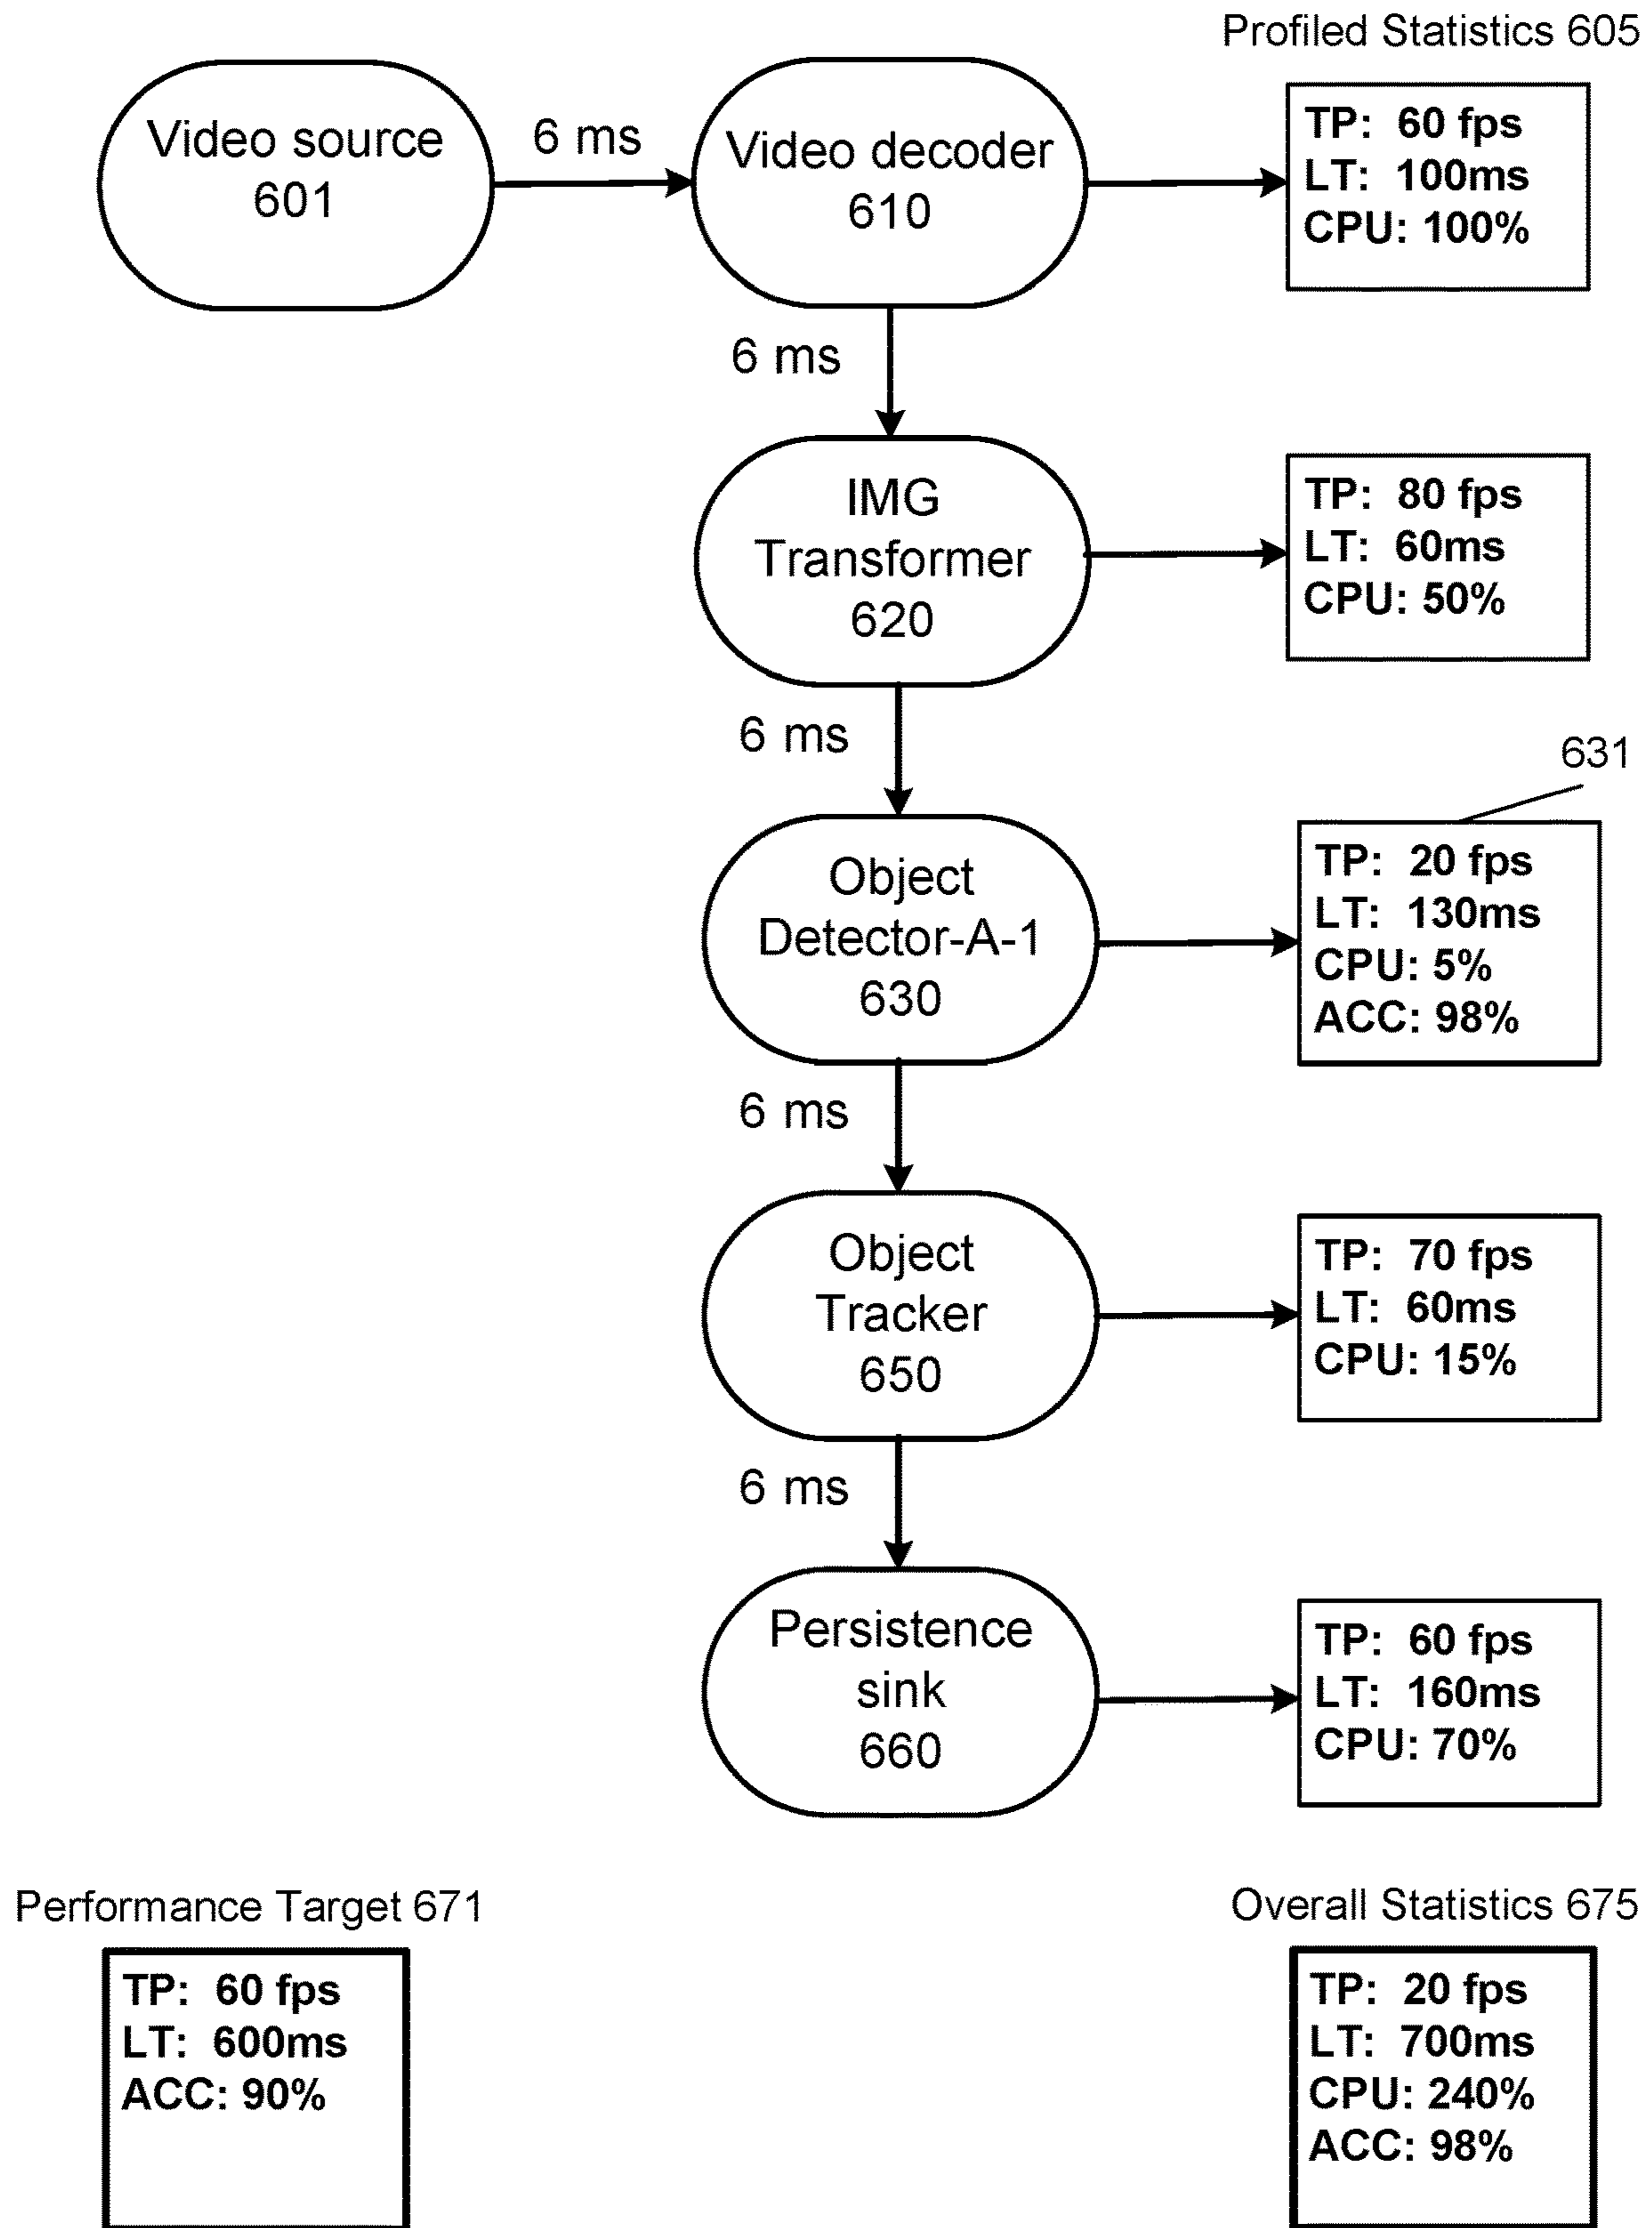 Profiled Statistics 605
Video source
601
6 ms
Video decoder
610
TP: 60 fps
LT: 100ms
CPU: 100%
6 ms
IMG
Transformer
620
TP: 80 fps
LT: 60ms
CPU: 50%
6 ms
631
Object
Detector-A-1
630
TP: 20 fps
LT: 130ms
CPU: 5%
ACC: 98%
6 ms
Object
Tracker
650
TP: 70 fps
LT: 60ms
CPU: 15%
6 ms
Persistence
sink
660
TP: 60 fps
LT: 160ms
CPU: 70%
Performance Target 671
TP: 60 fps
LT: 600ms
ACC: 90%
Overall Statistics 675
TP: 20 fps
LT: 700ms
CPU: 240%
ACC: 98%